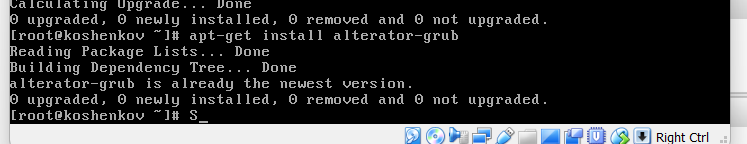 Calculating Upgrade... Done
0 upgraded, 0 newly installed, 0 removed and 0 not upgraded.
[root@koshenkov ~]# apt-get install alterator-grub
Reading Package Lists... Done
Building Dependency Tree... Done
alterator-grub is already the newest version.
0 upgraded, 0 newly installed, 0 removed and 0 not upgraded.
[root@koshenkov ~]# S_
Right Ctrl